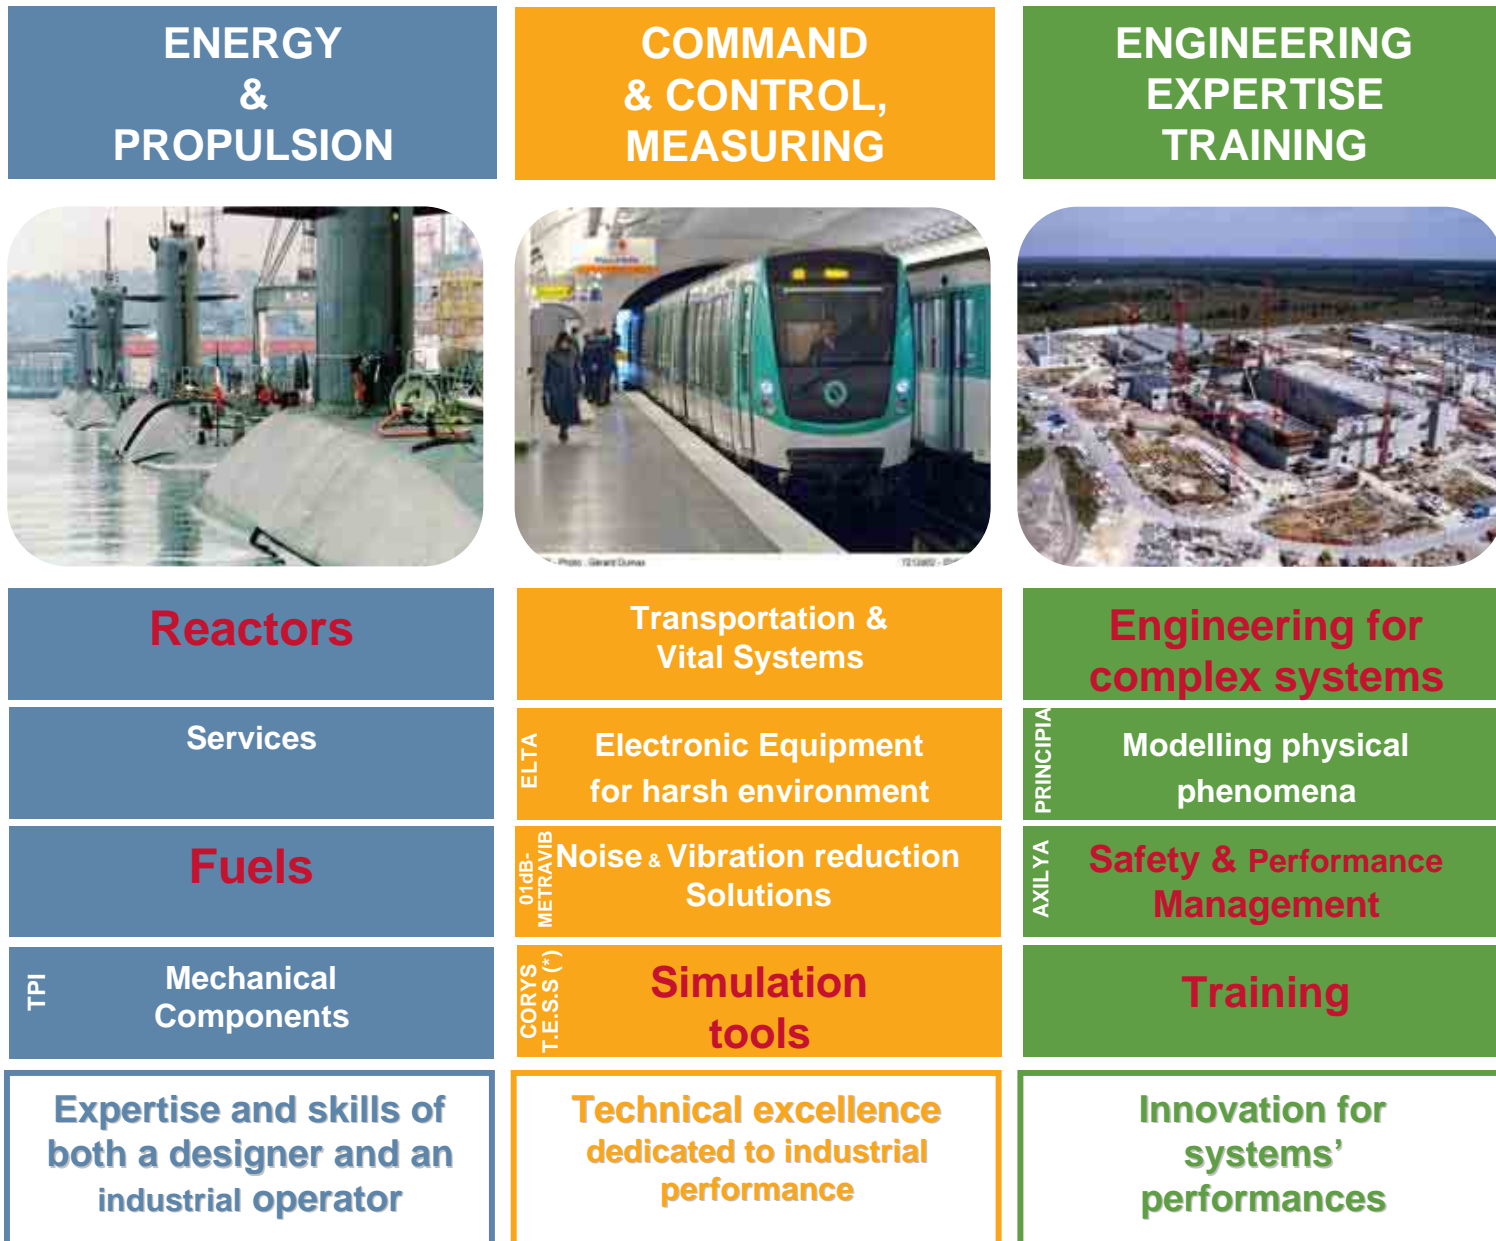 ENERGY
&
PROPULSION
COMMAND
& CONTROL,
MEASURING
ENGINEERING
EXPERTISE
TRAINING
- Photo : Gérard Dumax
Reactors
Services
Fuels
TPI
Mechanical
Components
Transportation &
Vital Systems
ELTA
Electronic Equipment
for harsh environment
01dB-
METRAVIB
Noise & Vibration reduction
Solutions
CORYS
T.E.S.S (*)
Simulation
tools
Engineering for
complex systems
PRINCIPIA
Modelling physical
phenomena
AXILYA
Safety & Performance
Management
Training
Expertise and skills of
both a designer and an
industrial operator
Technical excellence
dedicated to industrial
performance
Innovation for
systems’
performances